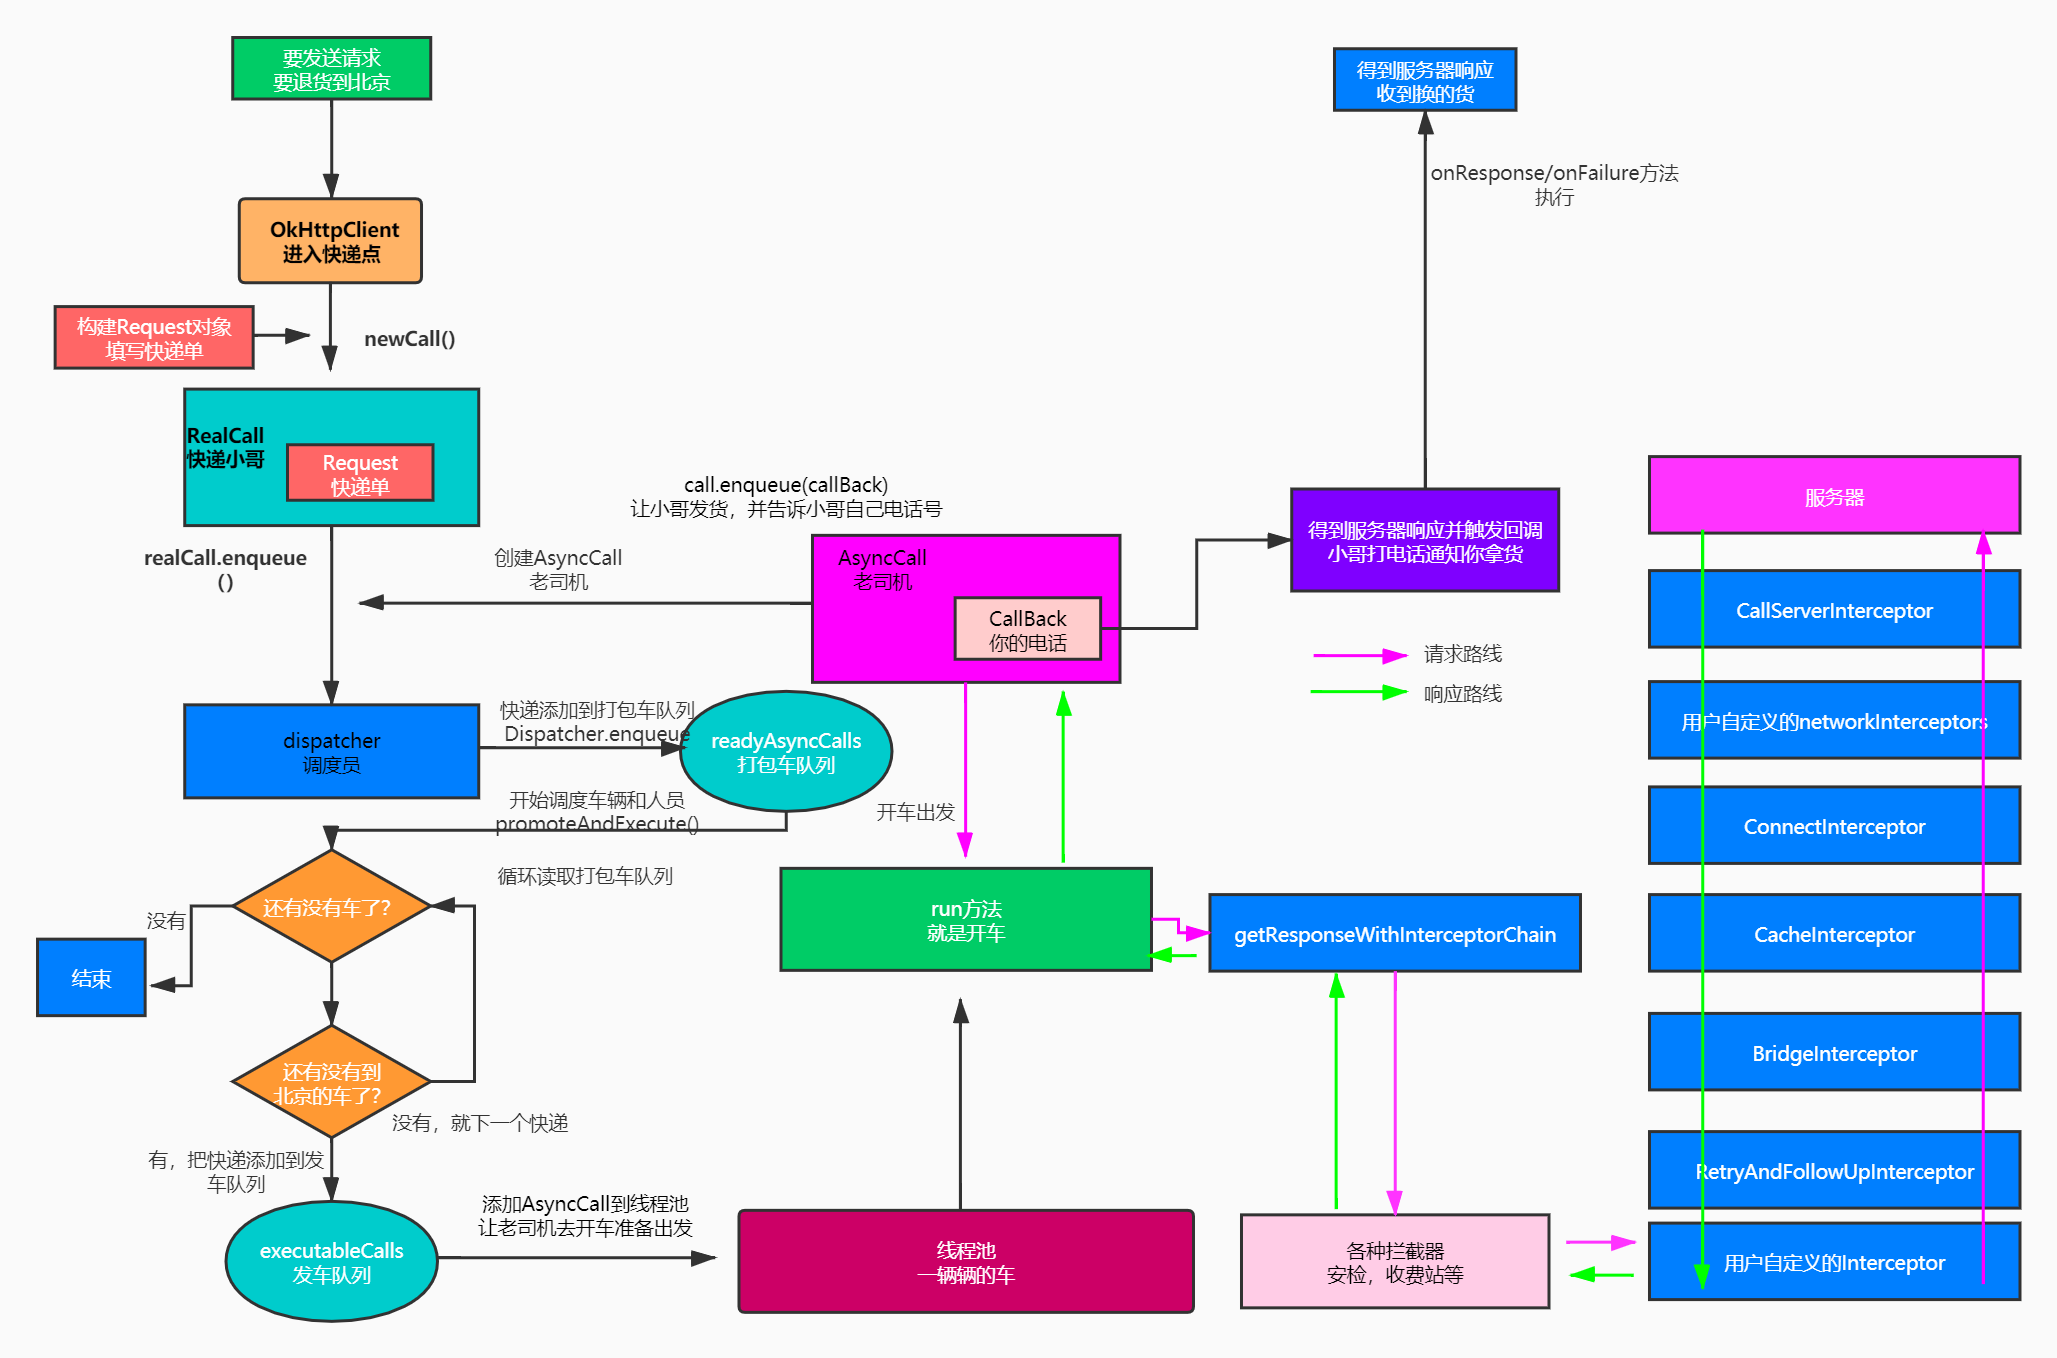 要发送请求
要退货到北京
OkHttpClient
进入快递点
构建Request对象
填写快递单
newCall()
RealCall
快递小哥
Request
快递单
realCall.enqueue
()
创建AsyncCall
老司机
call.enqueue(callBack)
让小哥发货，并告诉小哥自己电话号
AsyncCall
老司机
CallBack
你的电话
dispatcher
调度员
快递添加到打包车队列
Dispatcher.enqueue
readyAsyncCalls
打包车队列
开始调度车辆和人员
promoteAndExecute()
循环读取打包车队列
还有没有车了?
没有
结束
还有没有到
北京的车了?
没有，就下一个快递
有，把快递添加到发
车队列
executableCalls
发车队列
添加AsyncCall到线程池
让老司机去开车准备出发
线程池
一辆辆的车
开车出发
run方法
就是开车
getResponseWithInterceptorChain
各种拦截器
安检，收费站等
得到服务器响应
收到换的货
onResponse/onFailure方法
执行
得到服务器响应并触发回调
小哥打电话通知你拿货
请求路线
响应路线
服务器
CallServerInterceptor
用户自定义的networkInterceptors
ConnectInterceptor
CacheInterceptor
BridgeInterceptor
RetryAndFollowUpInterceptor
用户自定义的Interceptor